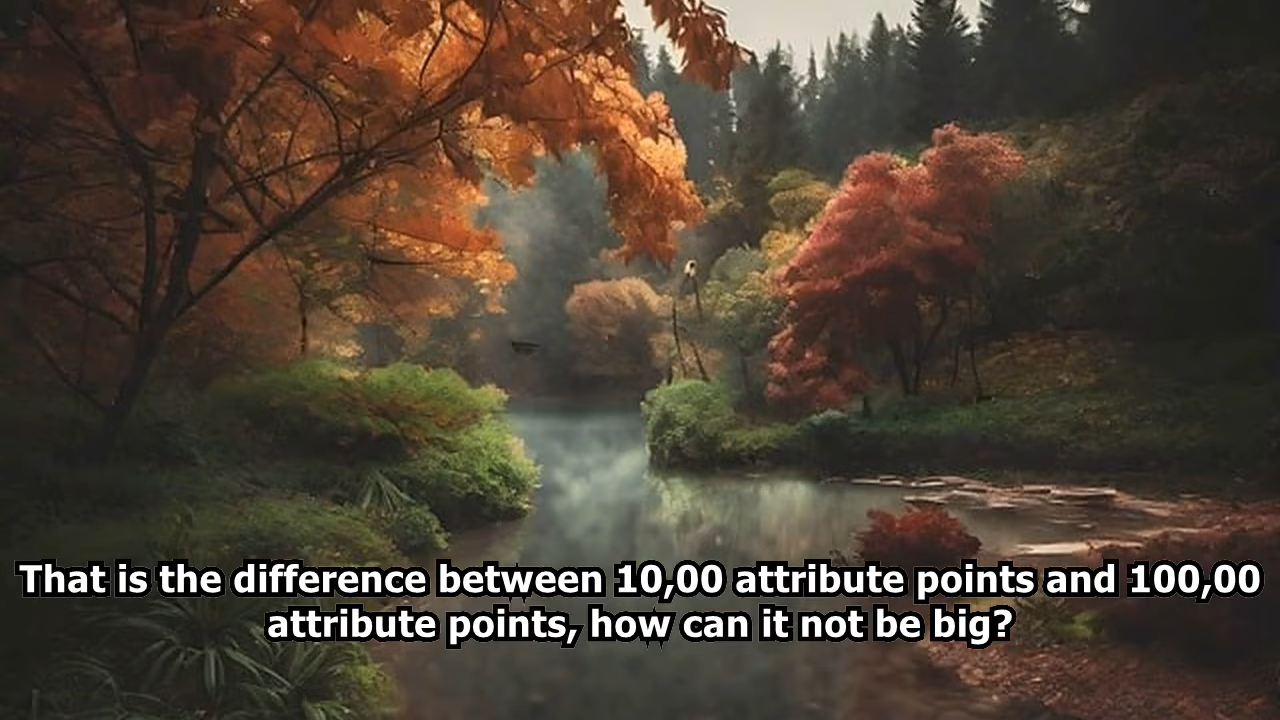 That is the difference between 10,00 attribute points and 100,00
attribute points, how can it not be big?